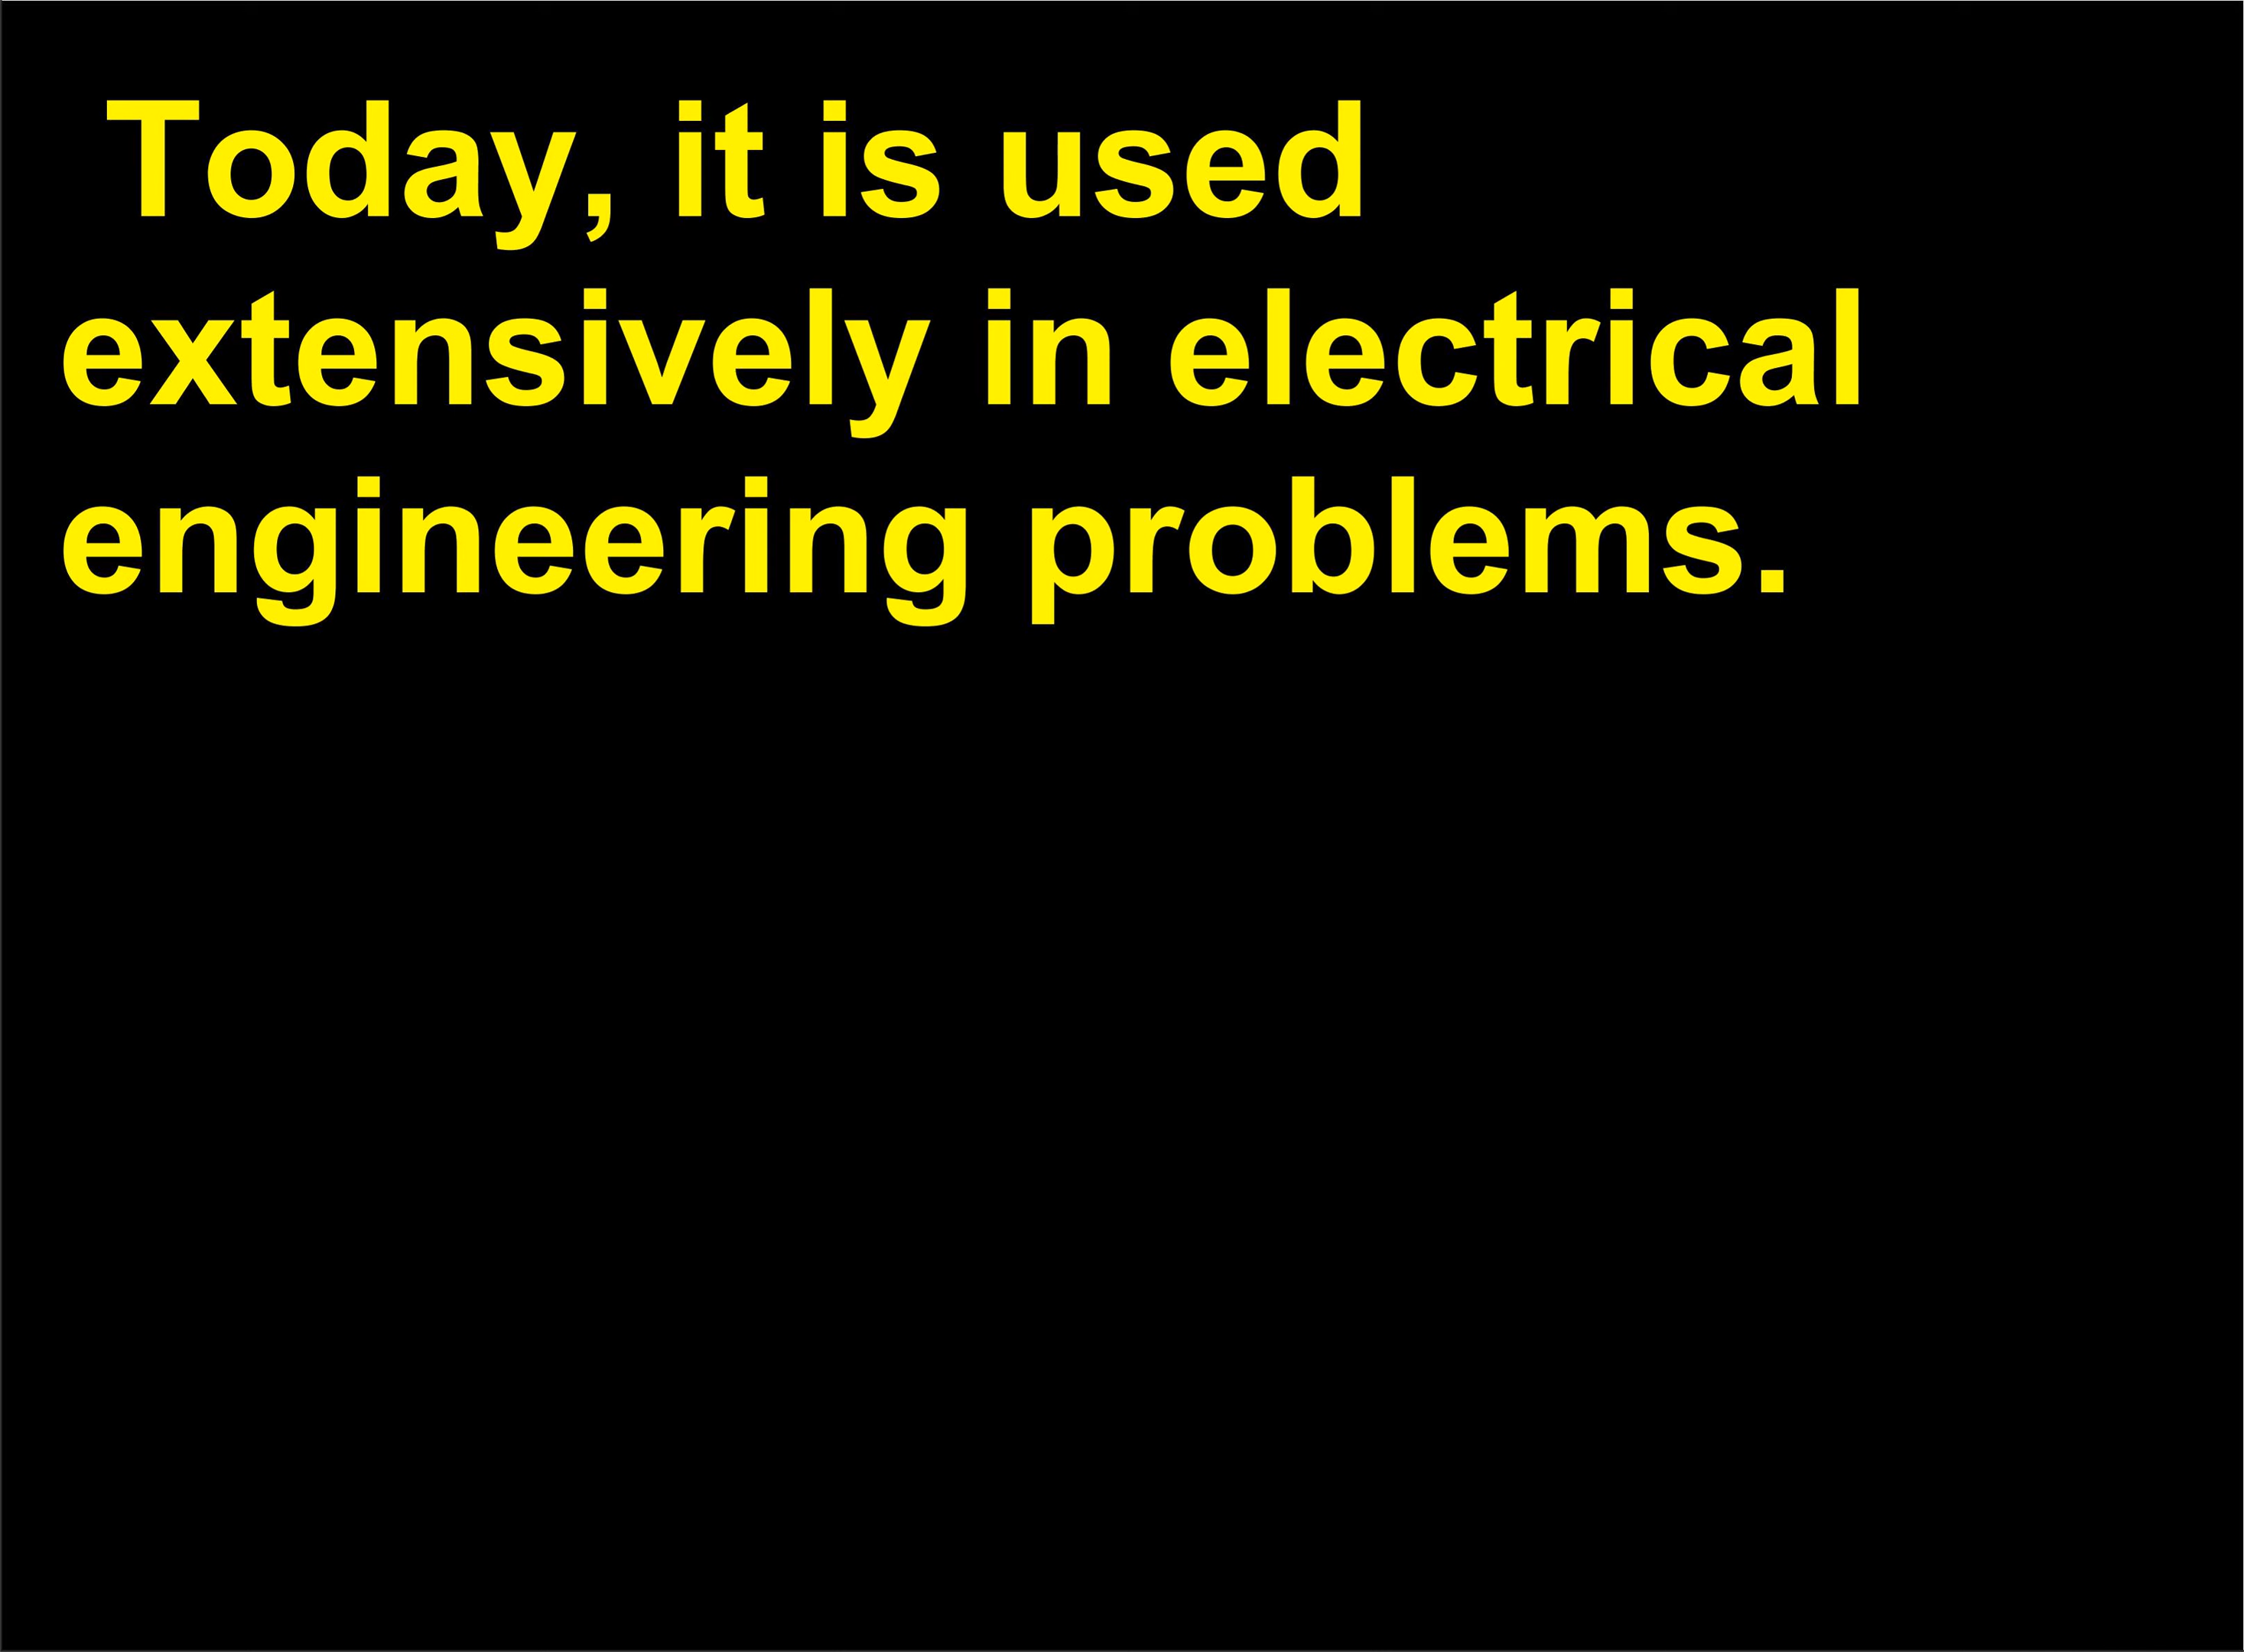 Today, it is used
extensively in electrical
engineering problems.